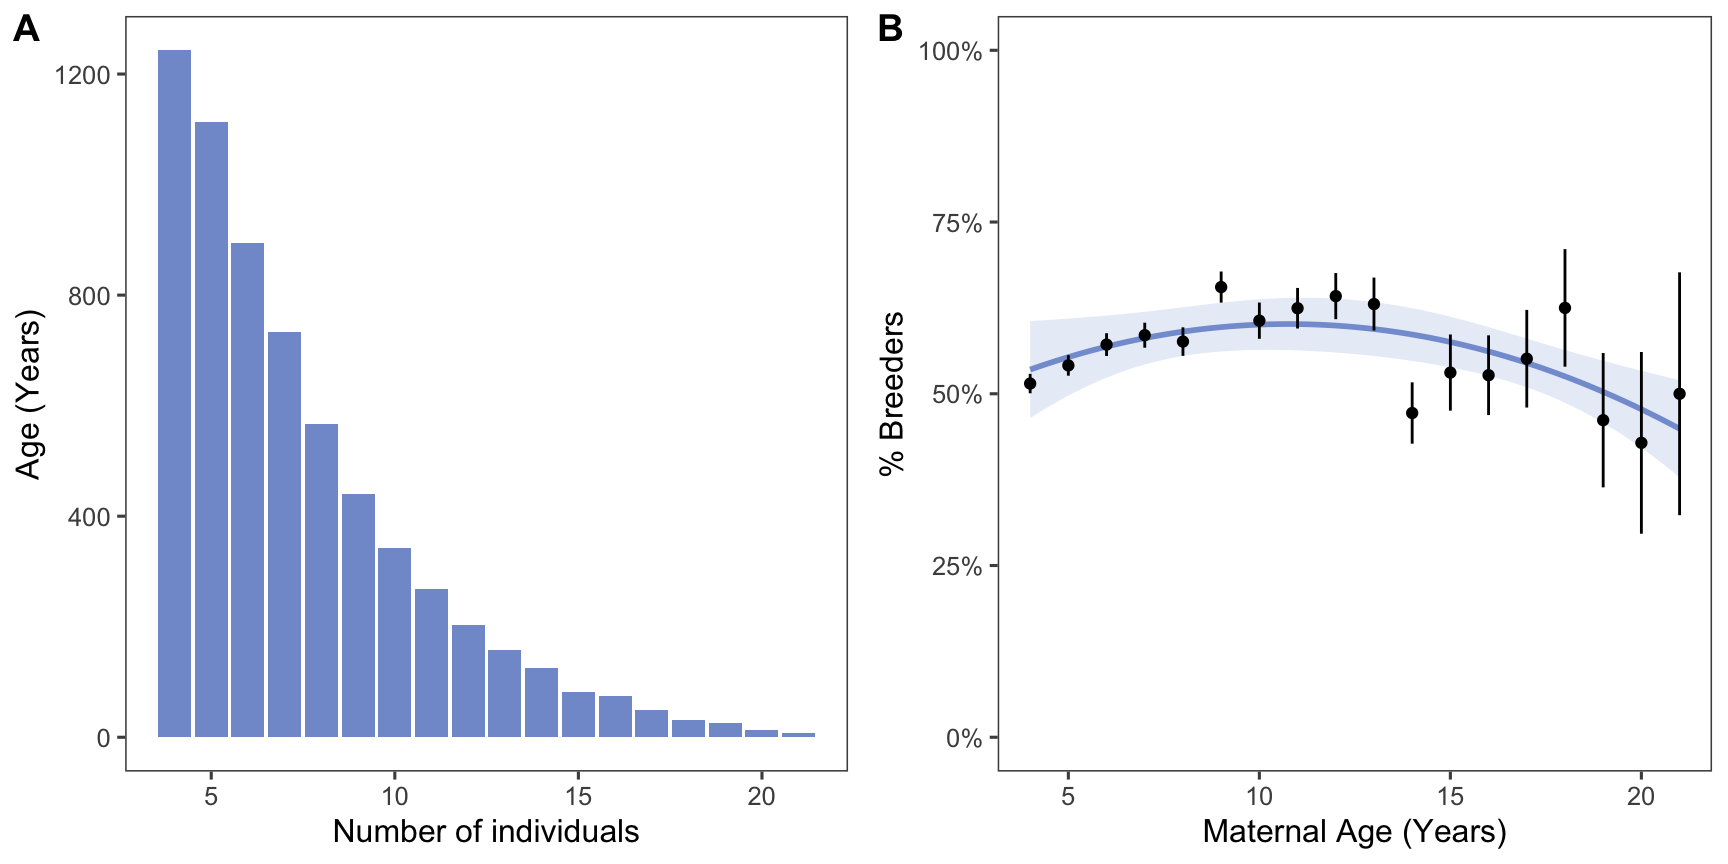 A
1200
800
400
0
Age (Years)
5 10 15 20
Number of individuals
B
100%
75%
50%
25%
0%
% Breeders
5 10 15 20
Maternal Age (Years)